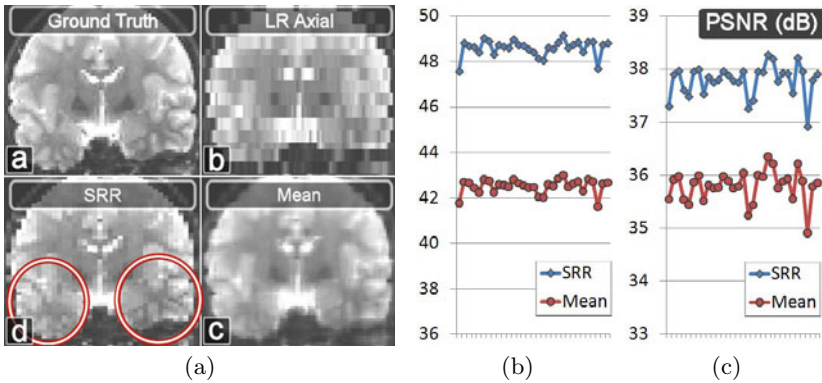 Ground Truth
LR Axial
a
b
SRR
Mean
d
c
(a)
50
48
46
44
42
40
38
36
SRR
Mean
(b)
PSNR (dB)
39
38
37
36
35
34
33
SRR
Mean
(c)